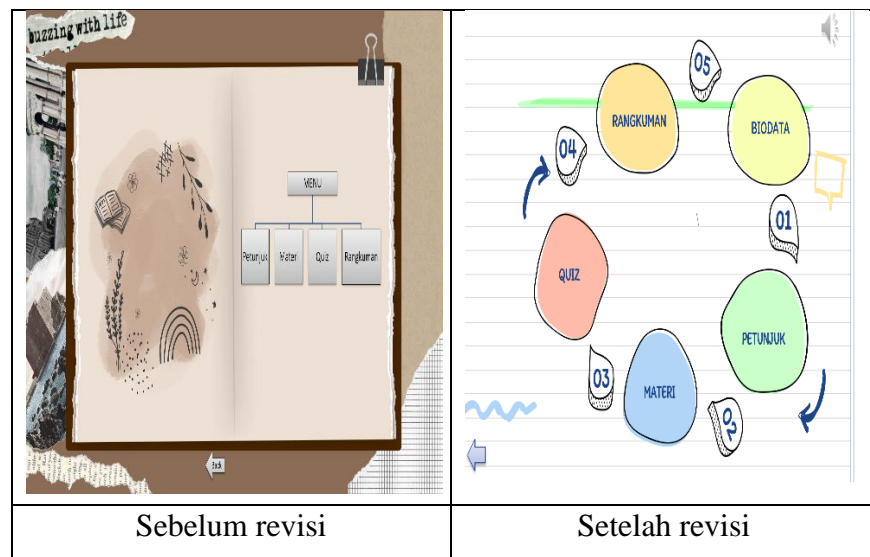 buzzing with life
MENU
Petunjuk Materi Quiz Rangkuman
Back
05
RANGKUMAN
BIODATA
04
01
QUIZ
PETUNJUK
03
MATERI
02
Sebelum revisi
Setelah revisi